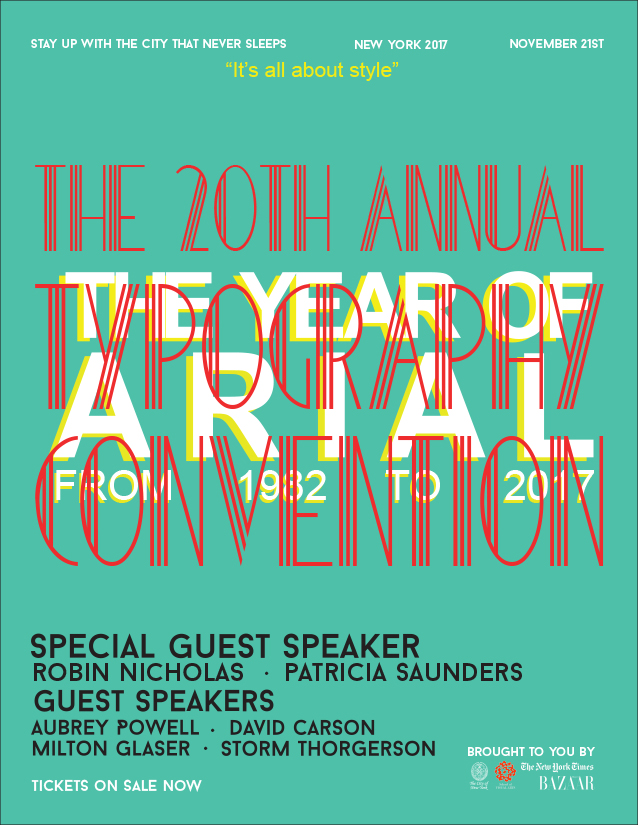 STAY UP WITH THE CITY THAT NEVER SLEEPS
NEW YORK 2017
NOVEMBER 21ST
“It’s all about style”
THE 20TH ANNUAL
THE YEAR OF
TYPOGRAPHY
ARIAL
CONVENTION
FROM 1982 TO 2017
SPECIAL GUEST SPEAKER
ROBIN NICHOLAS · PATRICIA SAUNDERS
GUEST SPEAKERS
AUBREY POWELL · DAVID CARSON
MILTON GLASER · STORM THORGERSON
BROUGHT TO YOU BY
The New York Times
BAZAAR
TICKETS ON SALE NOW